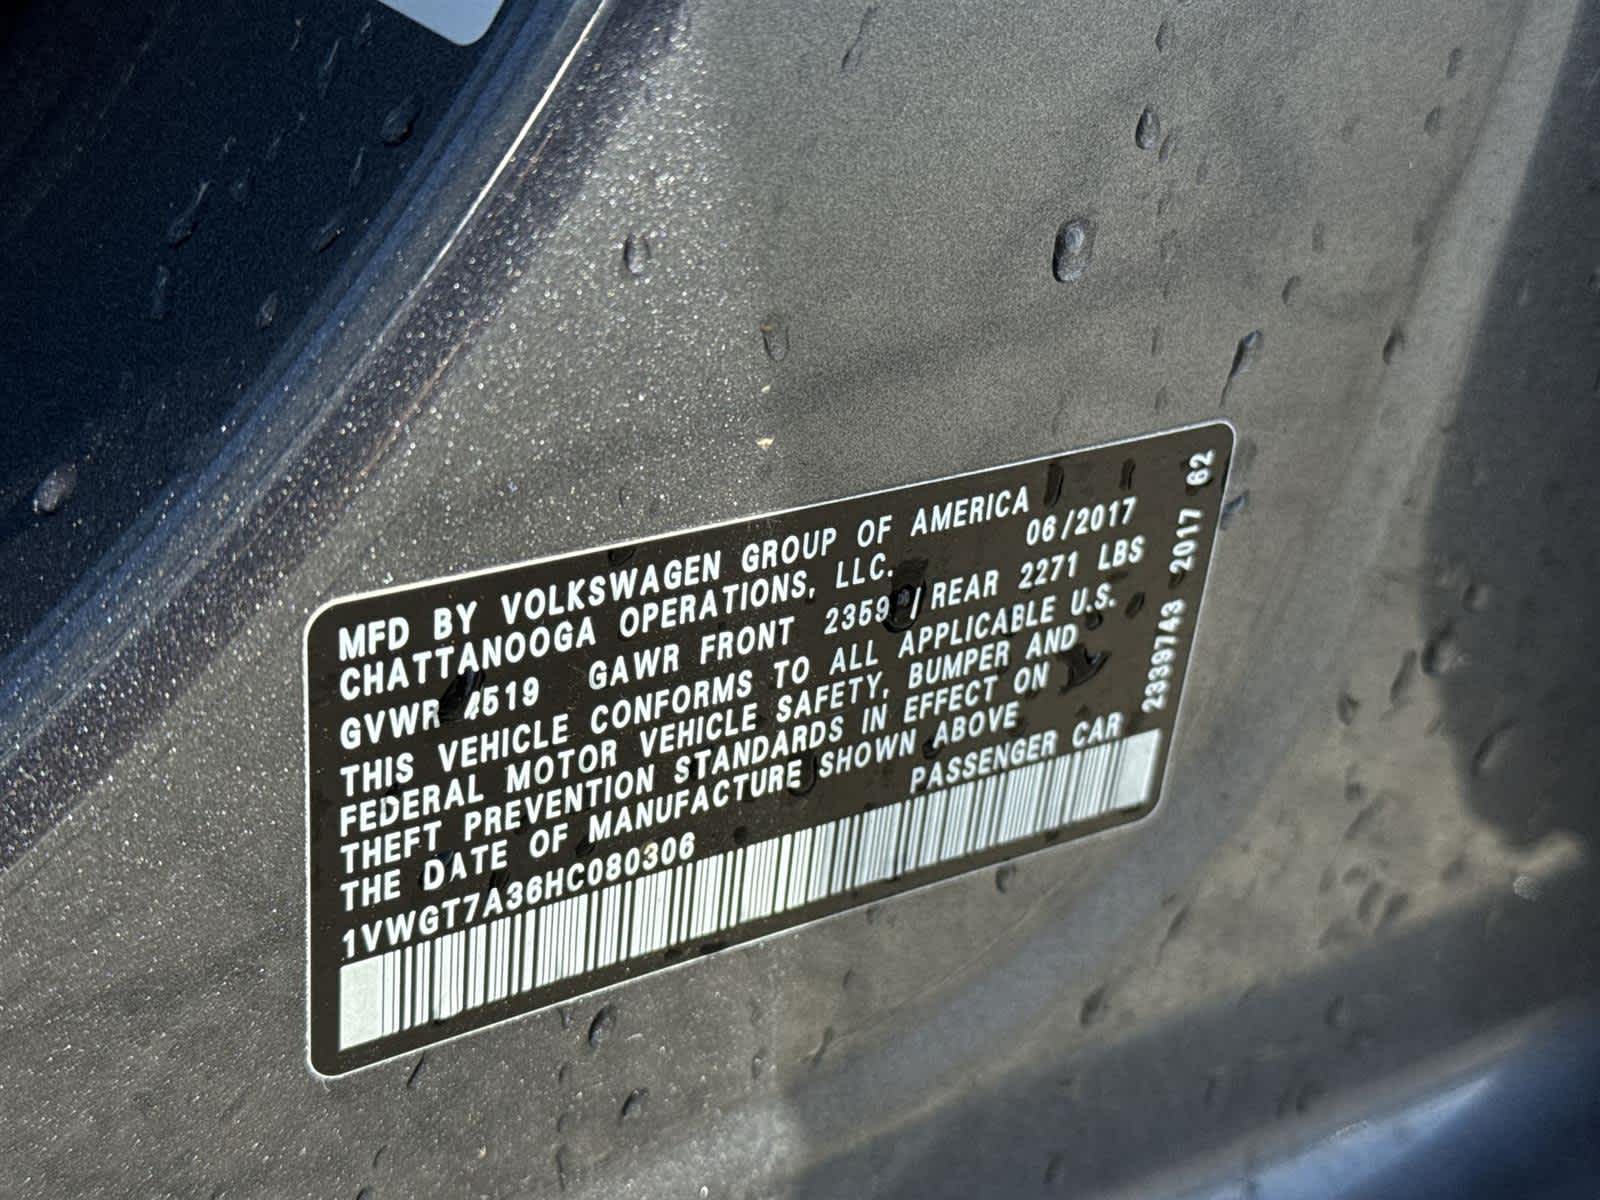 MFD BY VOLKSWAGEN GROUP OF AMERICA
CHATTANOOGA OPERATIONS, LLC. 06/2017
GVWR 4519 GAWR FRONT 2359 / REAR 2271 LBS
THIS VEHICLE CONFORMS TO ALL APPLICABLE U.S.
FEDERAL MOTOR VEHICLE SAFETY, BUMPER AND
THEFT PREVENTION STANDARDS IN EFFECT ON
THE DATE OF MANUFACTURE SHOWN ABOVE
1VWGT7A36HC080306 PASSENGER CAR
2339743 2017 62